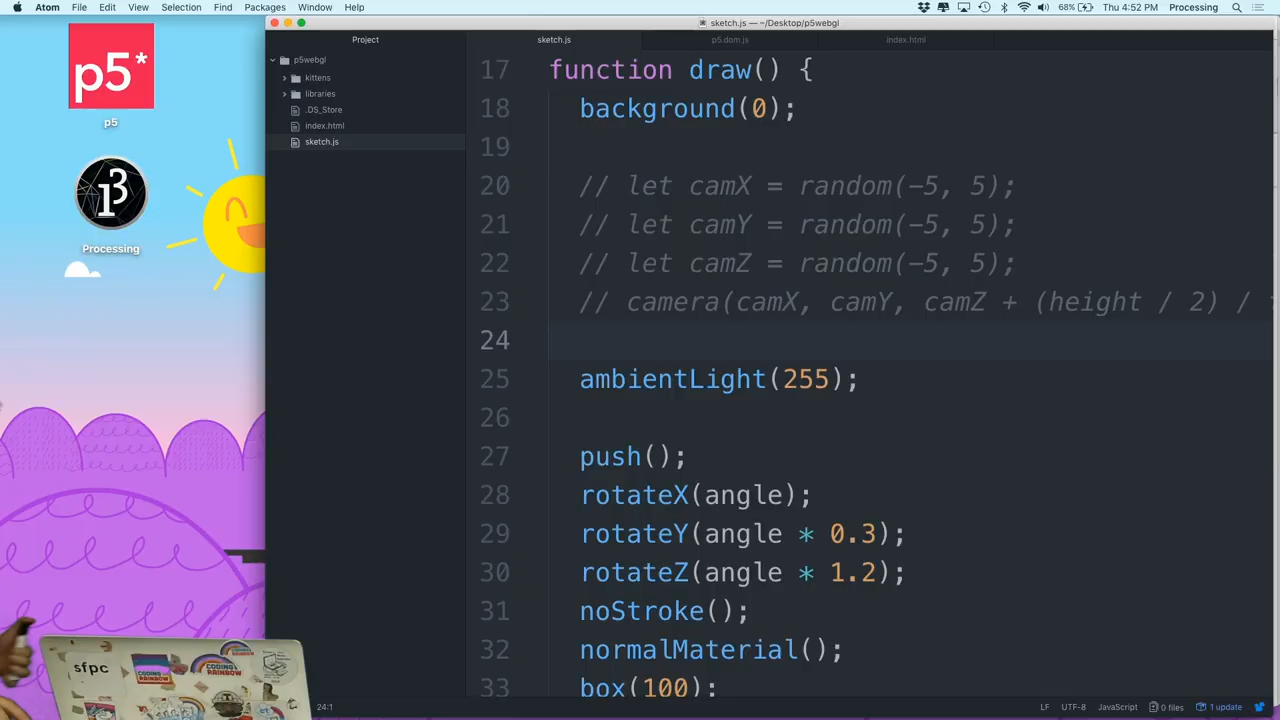 Atom File Edit View Selection Find Packages Window Help 68% Thu 4:52 PM Processing
sketch.js — ~/Desktop/p5webgl
Project sketch.js p5.dom.js index.html
p5*
p5
Processing
p5webgl
kittens
libraries
.DS_Store
index.html
sketch.js
17 function draw() {
18 background(0);
19
20 // let camX = random(-5, 5);
21 // let camY = random(-5, 5);
22 // let camZ = random(-5, 5);
23 // camera(camX, camY, camZ + (height / 2) /
24
25 ambientLight(255);
26
27 push();
28 rotateX(angle);
29 rotateY(angle * 0.3);
30 rotateZ(angle * 1.2);
31 noStroke();
32 normalMaterial();
33 box(100);
24:1 LF UTF-8 JavaScript 0 files 1 update
sfpc
CODING
RAINBOW
CODING
RAINBOW